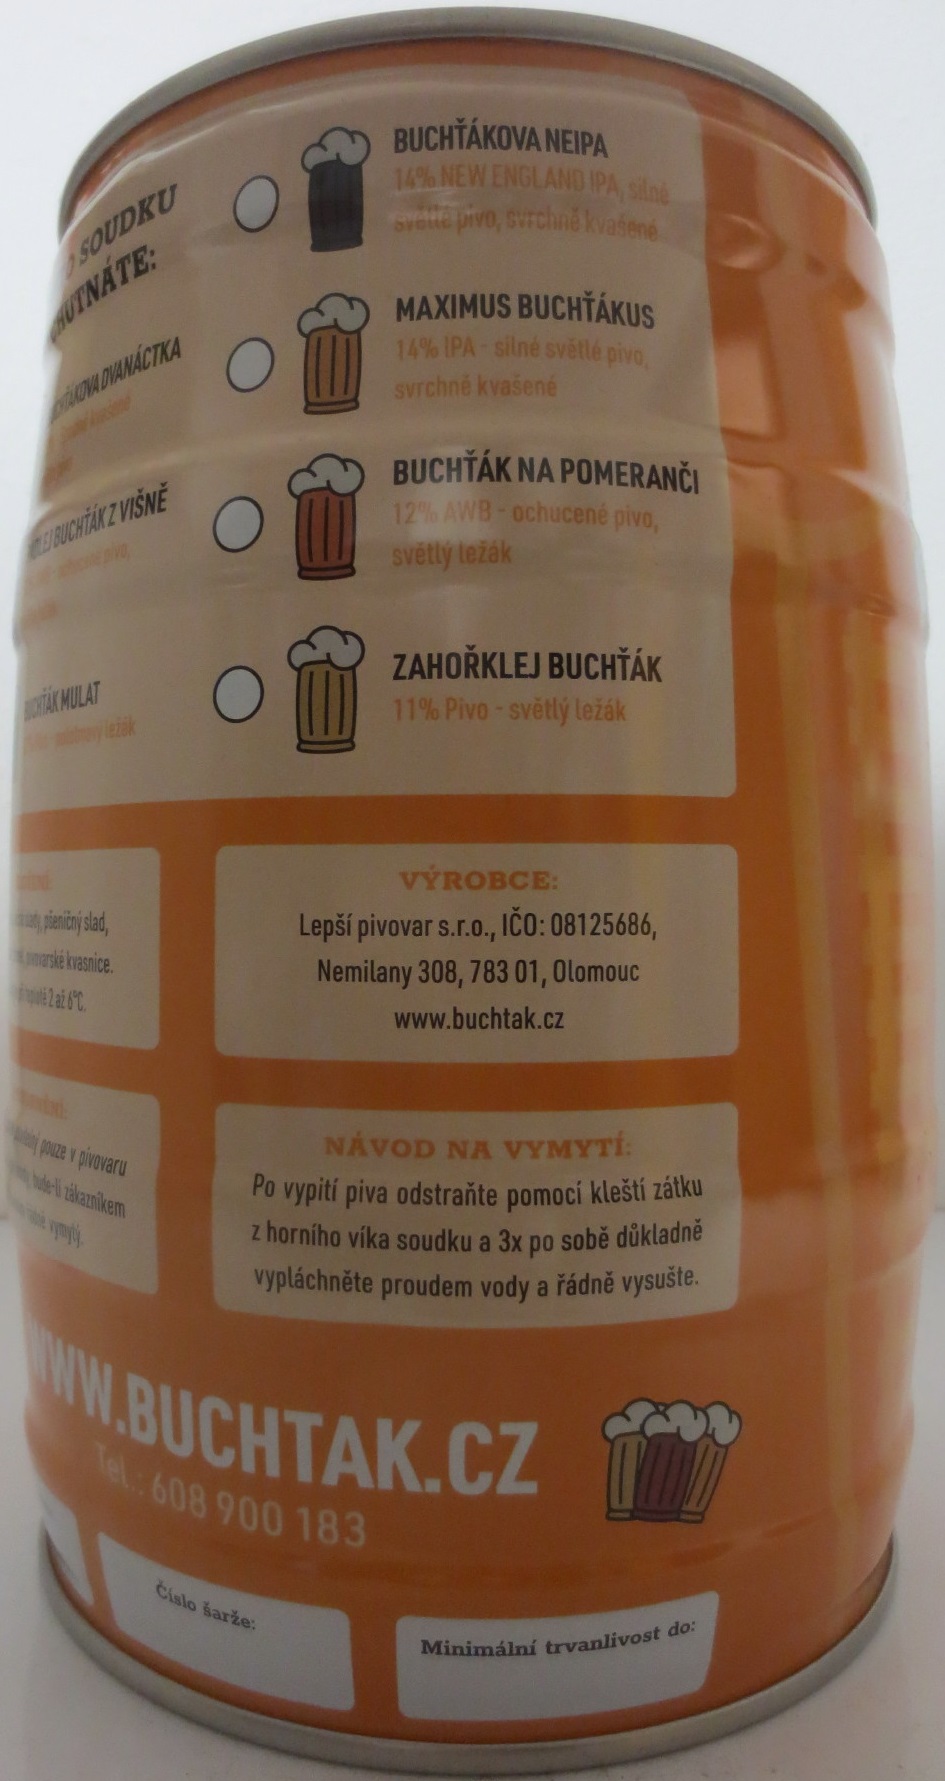 SOUDKU
BUCHŤÁKOVA NEIPA
14% NEW ENGLAND IPA, silně
světlé pivo, svrchně kvašené
MAXIMUS BUCHŤÁKUS
14% IPA - silné světlé pivo,
svrchně kvašené
DVANÁCTKA
BUCHŤÁK Z VIŠNĚ
pivo,
BUCHŤÁK NA POMERANČI
12% AWB - ochucené pivo,
světlý ležák
MULAT
ležák
ZAHOŘKLEJ BUCHŤÁK
11% Pivo - světlý ležák
pšeničný slad,
pivovarské kvasnice.
teplotě 2 až 6°C.
VÝROBCE:
Lepší pivovar s.r.o., IČO: 08125686,
Nemilany 308, 783 01, Olomouc
www.buchtak.cz
pouze v pivovaru
bude-li zákazníkem
vymytý.
NÁVOD NA VYMYTÍ:
Po vypití piva odstraňte pomocí kleští zátku
z horního víka soudku a 3x po sobě důkladně
vypláchněte proudem vody a řádně vysušte.
WWW.BUCHTAK.CZ
Tel.: 608 900 183
Číslo šarže:
Minimální trvanlivost do: